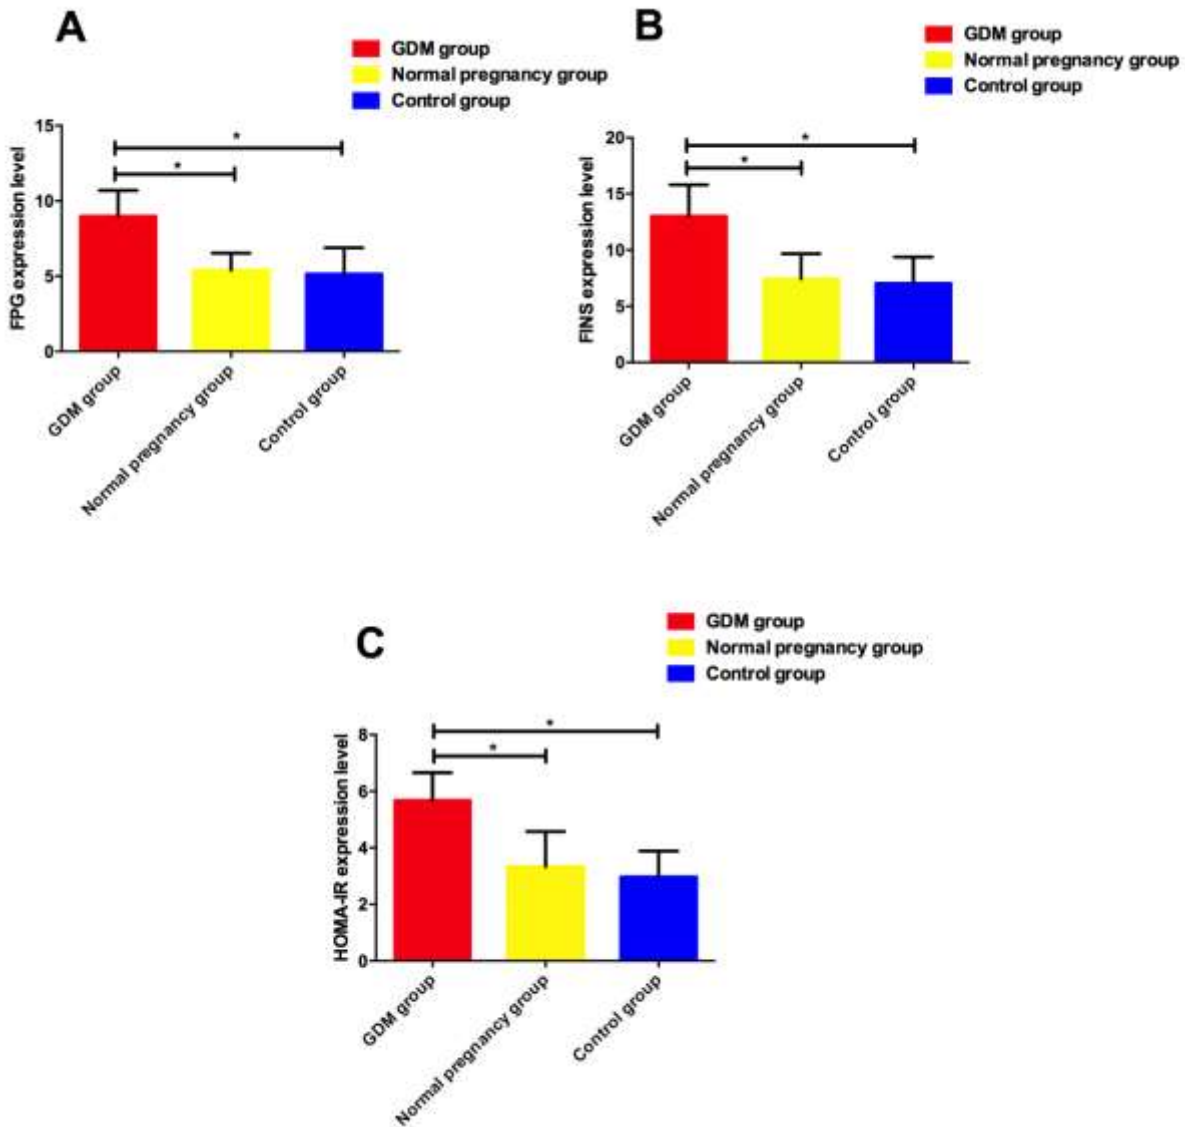 A
GDM group
Normal pregnancy group
Control group
FPG expression level
15
*
*
10
5
0
GDM group
Normal pregnancy group
Control group
B
GDM group
Normal pregnancy group
Control group
FINS expression level
20
*
*
15
10
5
0
GDM group
Normal pregnancy group
Control group
C
GDM group
Normal pregnancy group
Control group
HOMA-IR expression level
8
*
*
6
4
2
0
GDM group
Normal pregnancy group
Control group